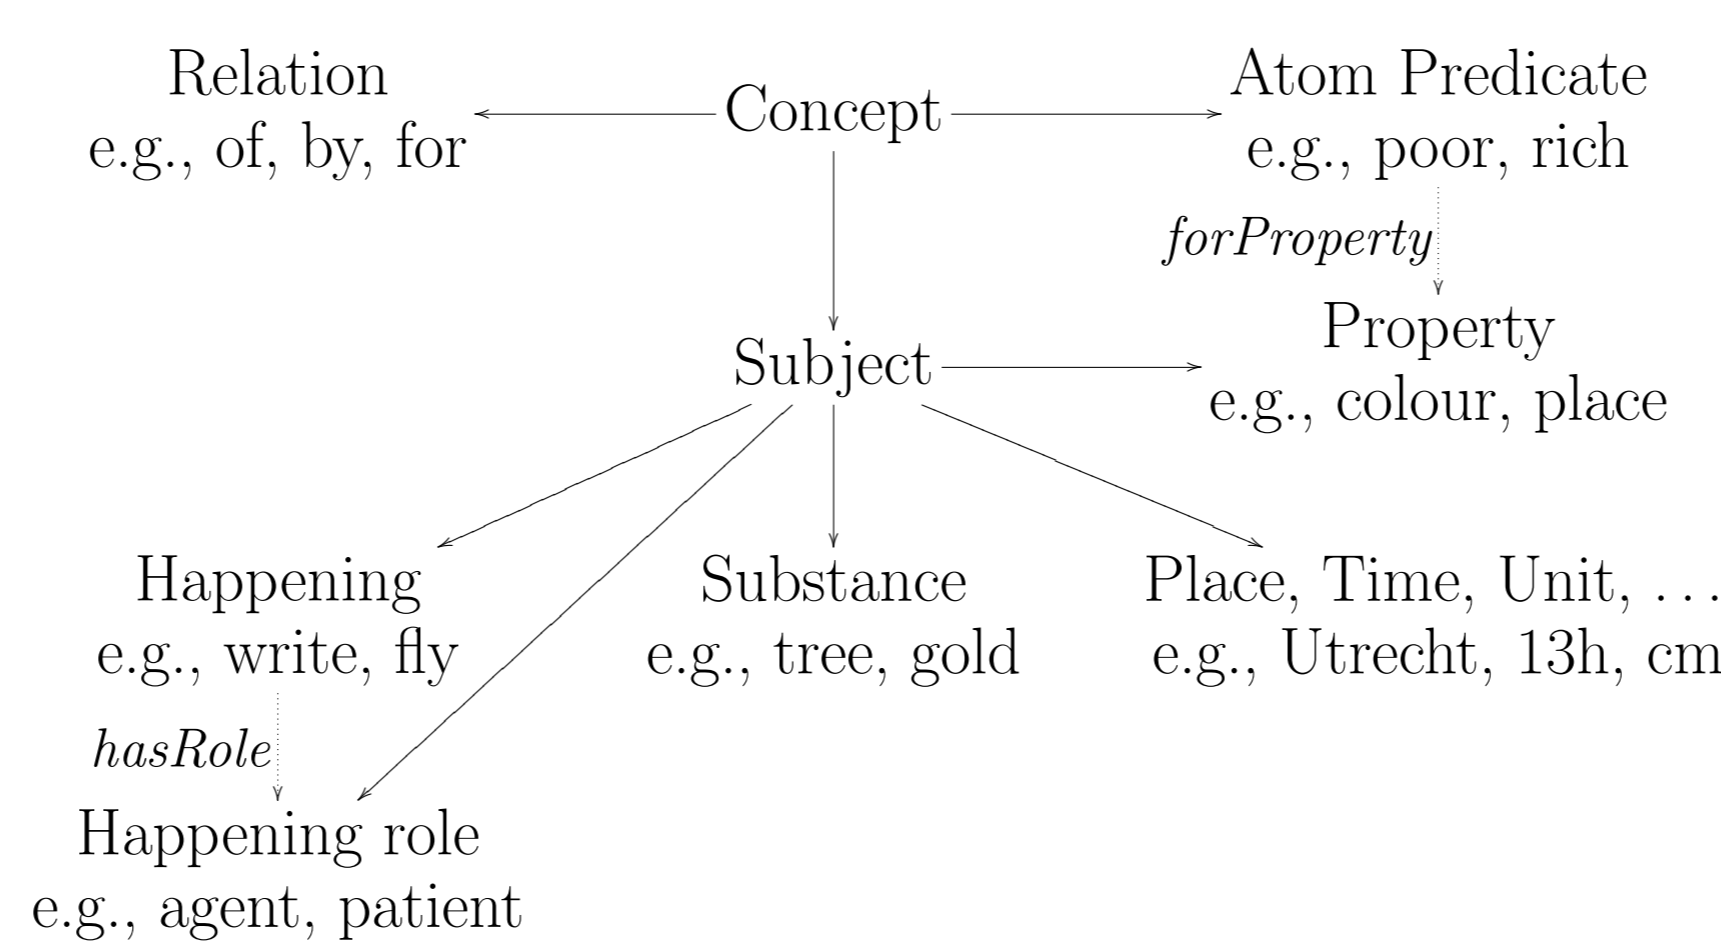 Relation
e.g., of, by, for
Concept
Atom Predicate
e.g., poor, rich
forProperty
Subject
Property
e.g., colour, place
Happening
e.g., write, fly
Substance
e.g., tree, gold
Place, Time, Unit, ...
e.g., Utrecht, 13h, cm
hasRole
Happening role
e.g., agent, patient